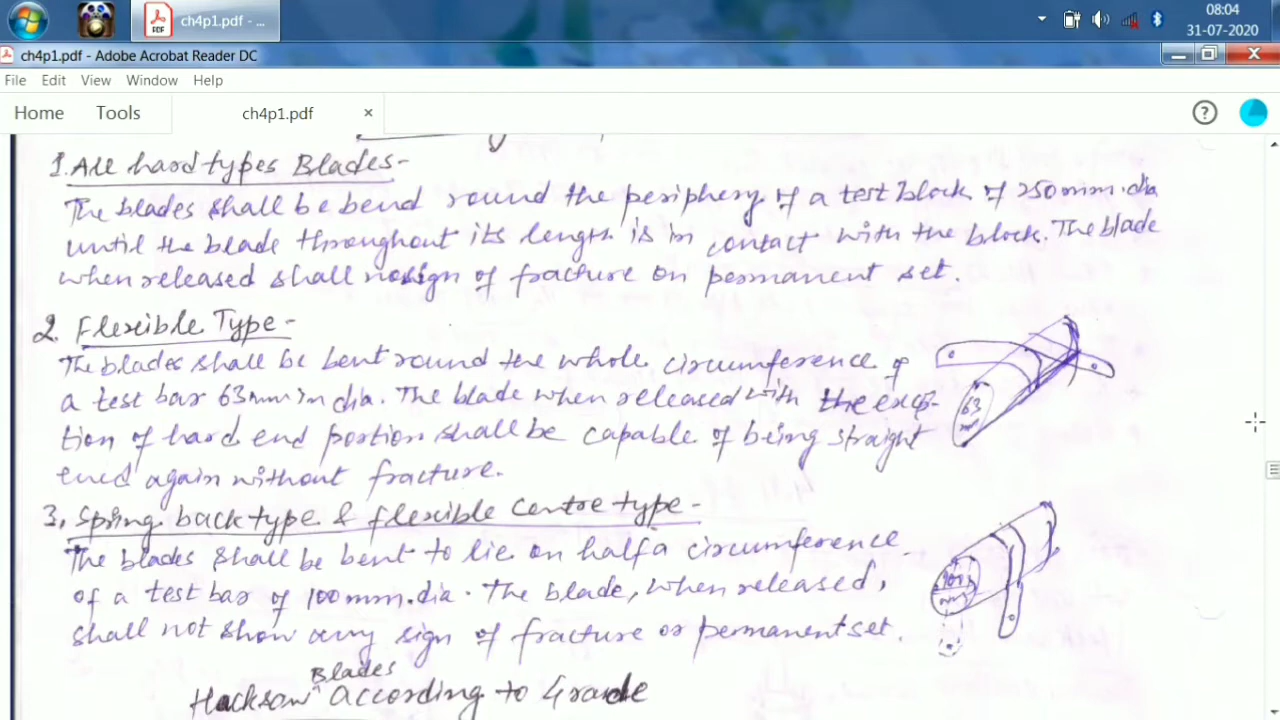 ch4p1.pdf - ...
08:04
31-07-2020
ch4p1.pdf - Adobe Acrobat Reader DC
File Edit View Window Help
Home Tools ch4p1.pdf ×
1. All hard types Blades-
The blades shall be bend round the periphery of a test block of 250mm.dia
until the blade throughout its length is in contact with the block. The blade
when released shall no sign of fracture on permanent set.
2. Flexible Type-
The blades shall be bent round the whole circumference of
a test bar 63mm in dia. The blade when released with the excep-
tion of hard end portion shall be capable of being straight
ened again without fracture.
63
mm
3. Spring back type & flexible Centre type-
The blades shall be bent to lie on half a circumference
of a test bar of 100mm.dia. The blade, when released,
shall not show any sign of fracture or permanent set.
100
mm
Hacksaw Blades According to Grade